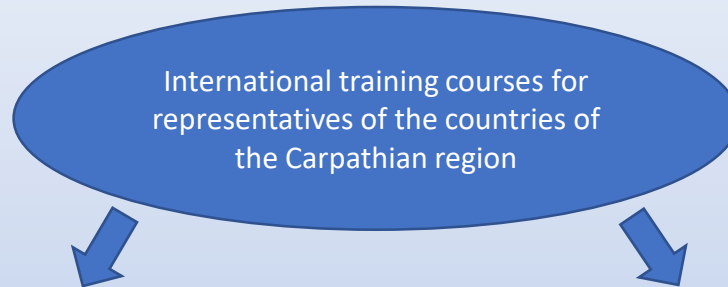 International training courses for
representatives of the countries of
the Carpathian region